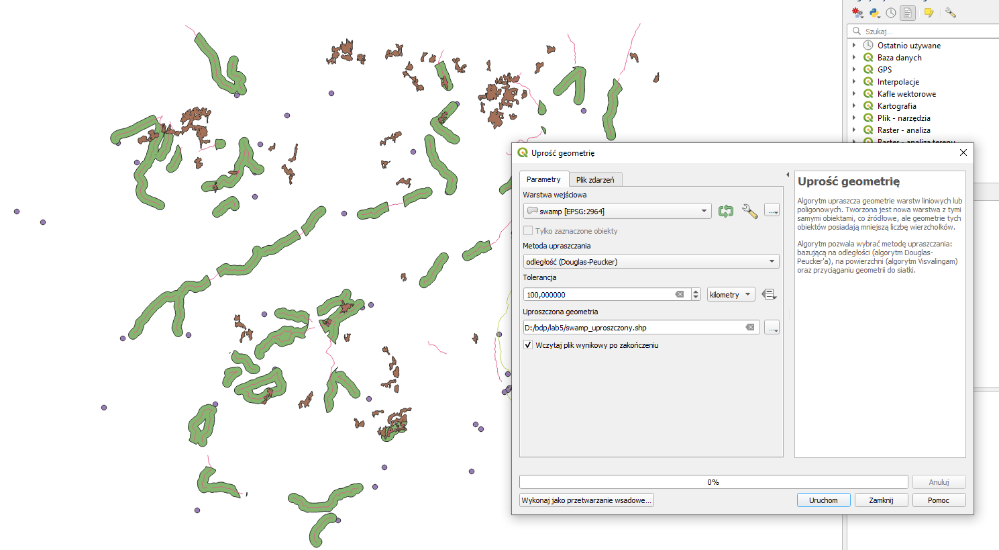 Szukaj...
Ostatnio używane
Baza danych
GPS
Interpolacje
Kafle wektorowe
Kartografia
Plik - narzędzia
Raster - analiza
Raster - analiza terenu
Uprość geometrię
Parametry
Plik zdarzeń
Warstwa wejściowa
swamp [EPSG:2964]
...
Tylko zaznaczone obiekty
Metoda upraszczania
odległość (Douglas-Peucker)
Tolerancja
100,000000
kilometry
Uproszczona geometria
D:/bdp/lab5/swamp_uproszczony.shp
...
Wczytaj plik wynikowy po zakończeniu
Uprość geometrię
Algorytm upraszcza geometrie warstw liniowych lub
poligonowych. Tworzona jest nowa warstwa z tymi
samymi obiektami, co źródłowe, ale geometrie tych
obiektów posiadają mniejszą liczbę wierzchołków.
Algorytm pozwala wybrać metodę upraszczania:
bazującą na odległości (algorytm Douglas-
Peucker'a), na powierzchni (algorytm Visvalingam)
oraz przyciąganiu geometrii do siatki.
0%
Anuluj
Wykonaj jako przetwarzanie wsadowe...
Uruchom
Zamknij
Pomoc